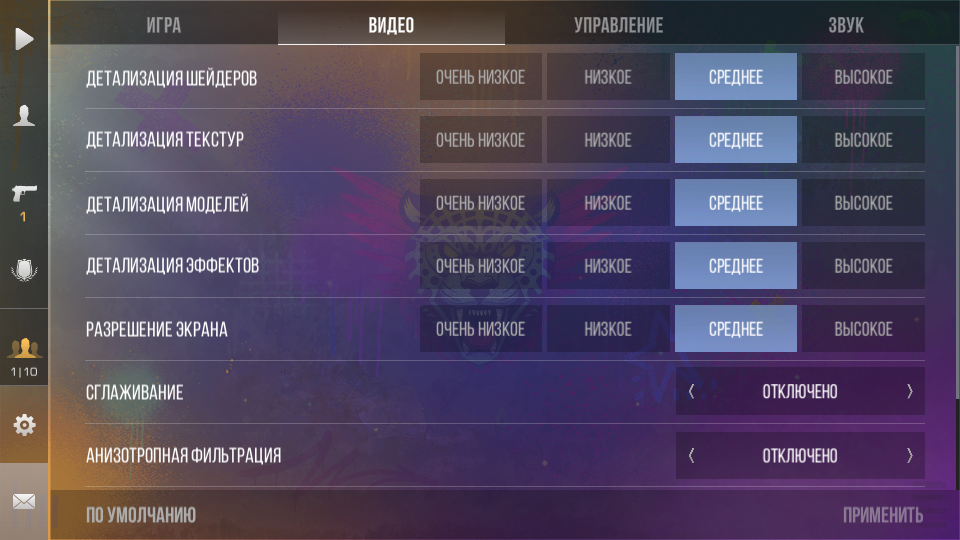 ИГРА ВИДЕО УПРАВЛЕНИЕ ЗВУК
ДЕТАЛИЗАЦИЯ ШЕЙДЕРОВ ОЧЕНЬ НИЗКОЕ НИЗКОЕ СРЕДНЕЕ ВЫСОКОЕ
ДЕТАЛИЗАЦИЯ ТЕКСТУР ОЧЕНЬ НИЗКОЕ НИЗКОЕ СРЕДНЕЕ ВЫСОКОЕ
1
ДЕТАЛИЗАЦИЯ МОДЕЛЕЙ ОЧЕНЬ НИЗКОЕ НИЗКОЕ СРЕДНЕЕ ВЫСОКОЕ
ДЕТАЛИЗАЦИЯ ЭФФЕКТОВ ОЧЕНЬ НИЗКОЕ НИЗКОЕ СРЕДНЕЕ ВЫСОКОЕ
РАЗРЕШЕНИЕ ЭКРАНА ОЧЕНЬ НИЗКОЕ НИЗКОЕ СРЕДНЕЕ ВЫСОКОЕ
1|10
СГЛАЖИВАНИЕ ОТКЛЮЧЕНО
АНИЗОТРОПНАЯ ФИЛЬТРАЦИЯ ОТКЛЮЧЕНО
ПО УМОЛЧАНИЮ ПРИМЕНИТЬ